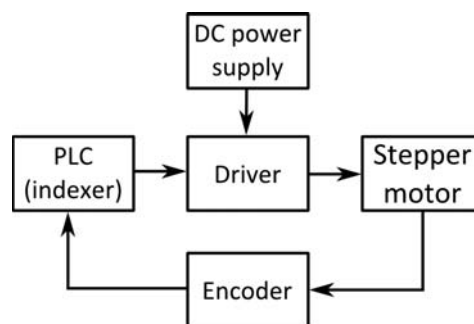 DC power
supply
PLC
(indexer)
Driver
Stepper
motor
Encoder